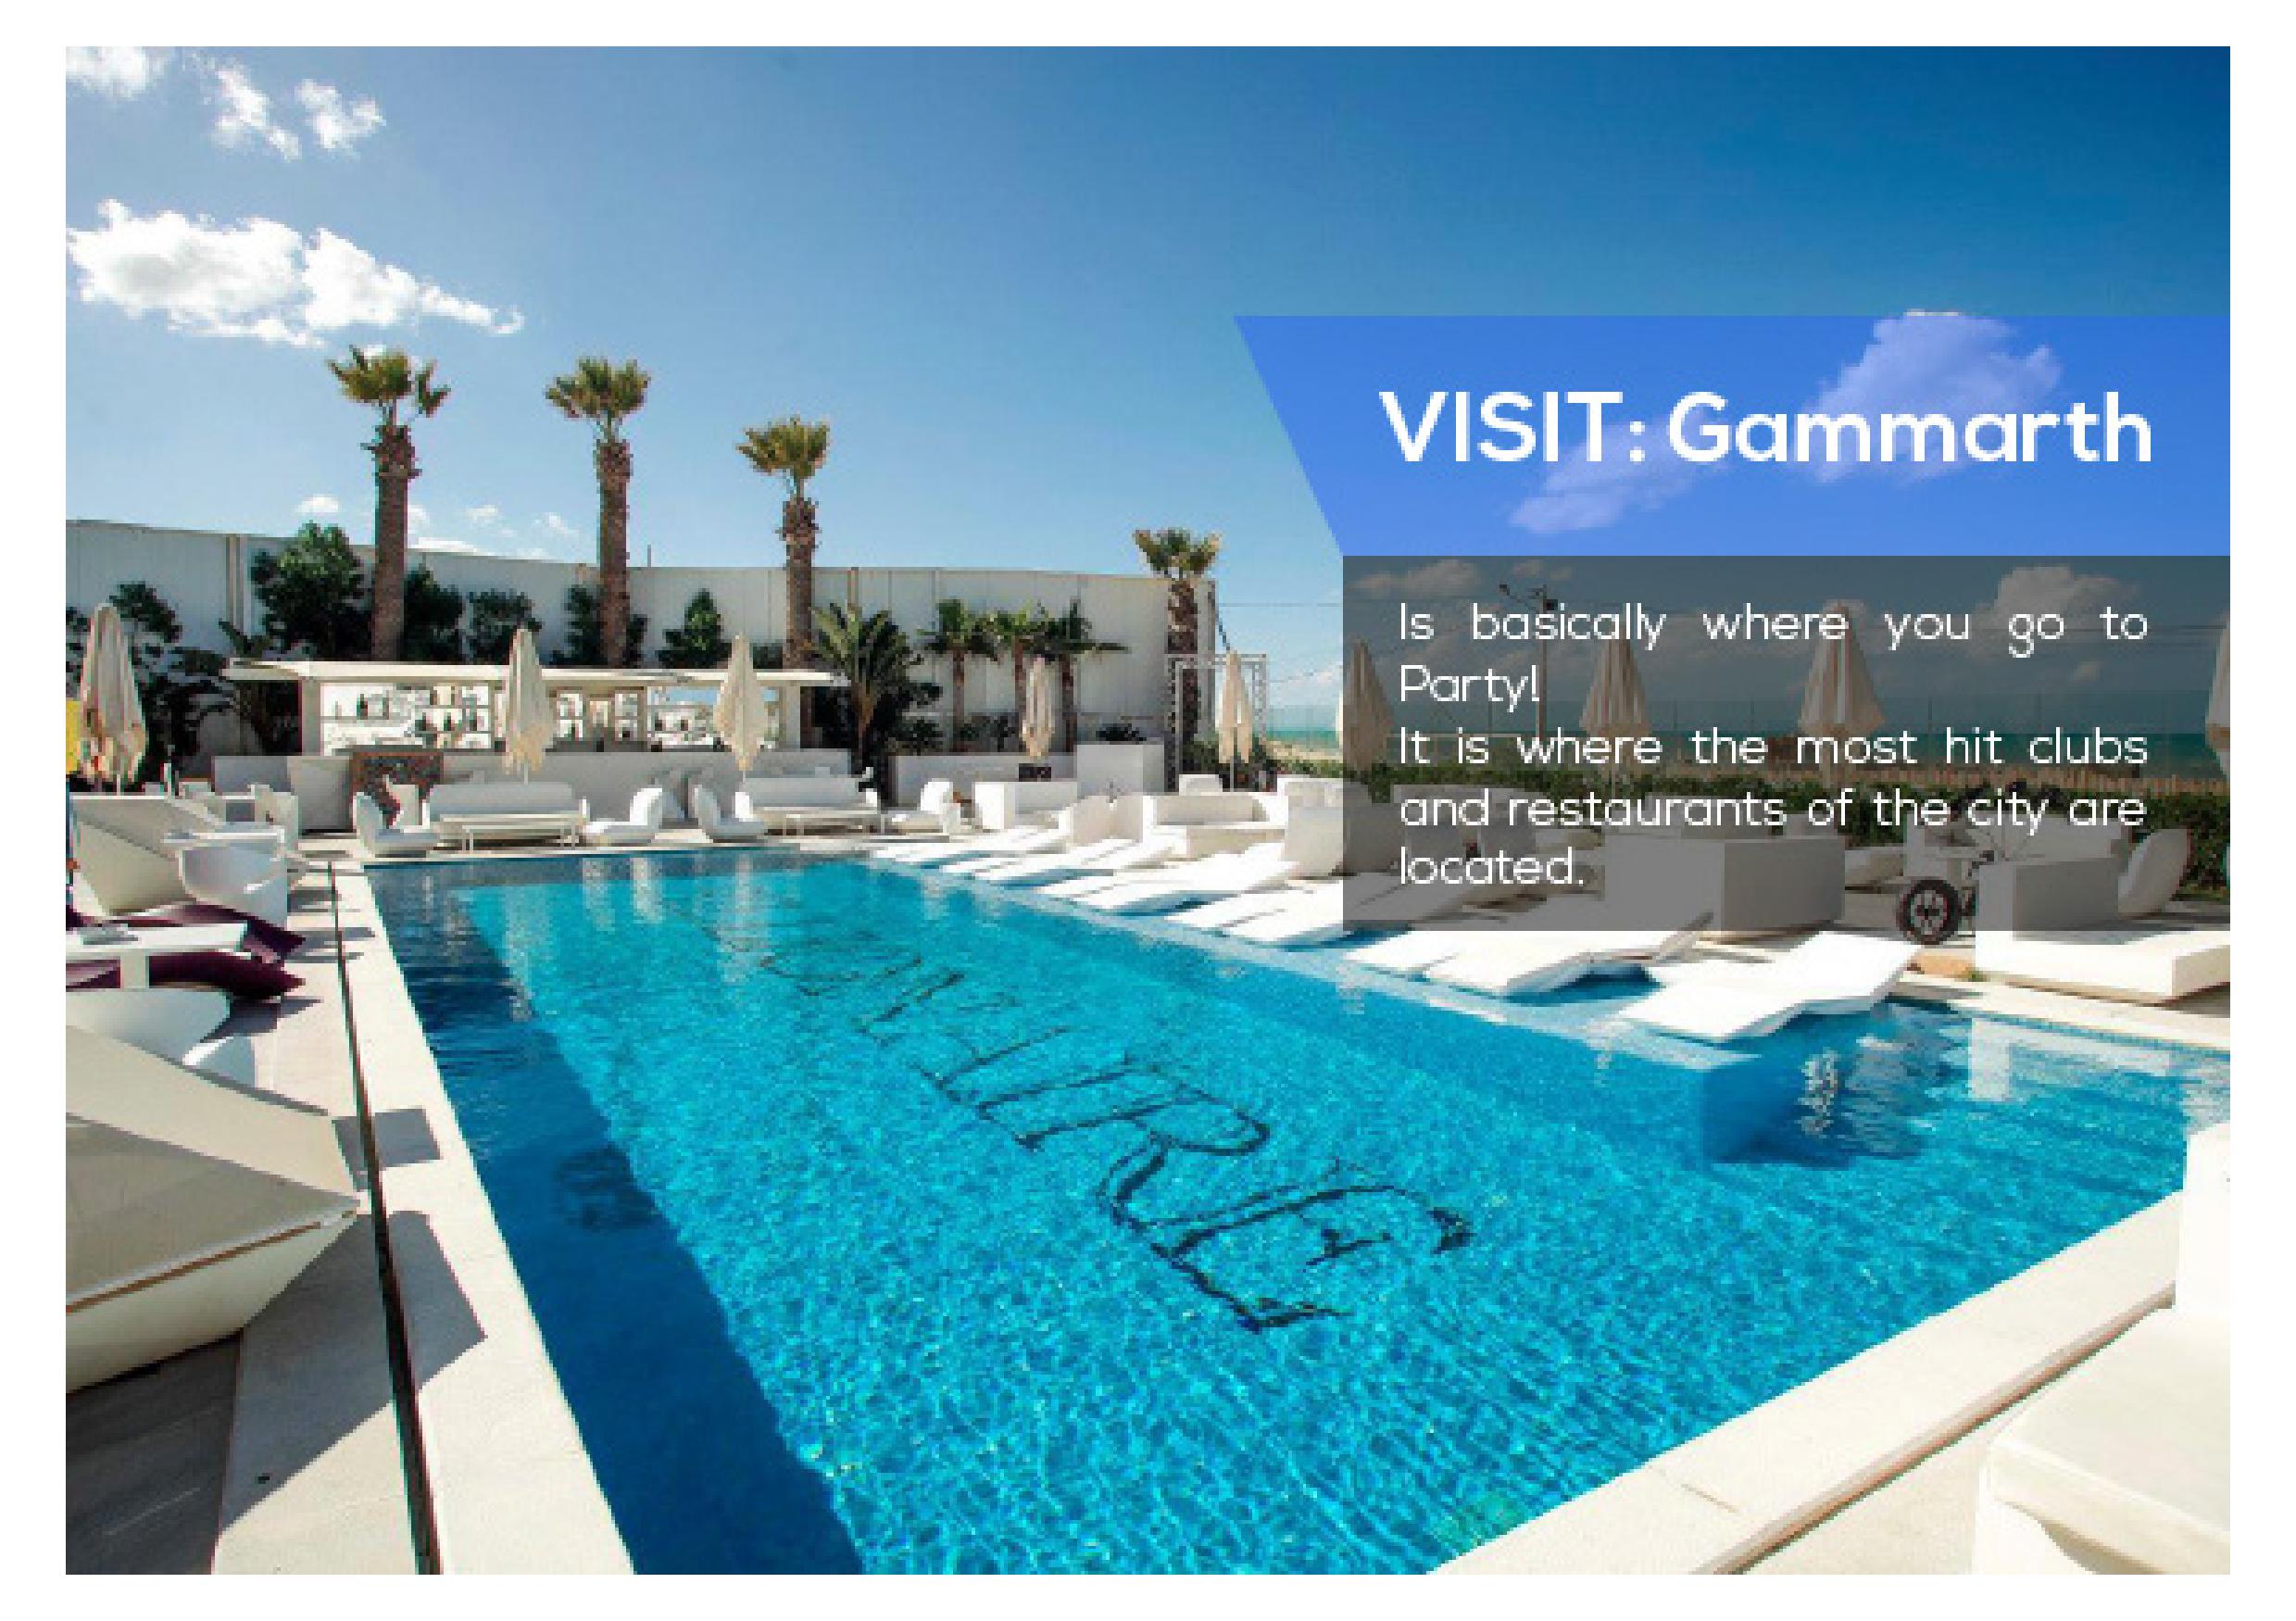 VISIT: Gammarth
Is basically where you go to
Party!
It is where the most hit clubs
and restaurants of the city are
located.